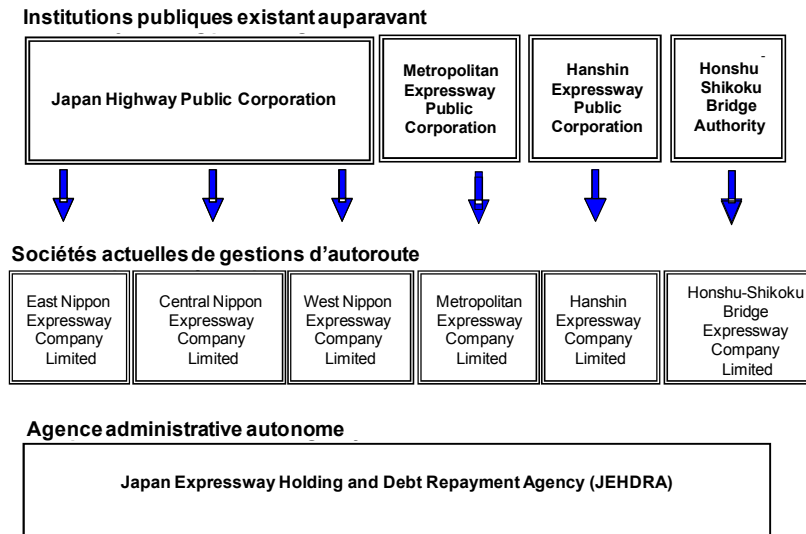 Institutions publiques existant auparavant
Japan Highway Public Corporation
Metropolitan
Expressway
Public
Corporation
Hanshin
Expressway
Public
Corporation
Honshu
Shikoku
Bridge
Authority
Sociétés actuelles de gestions d'autoroute
East Nippon
Expressway
Company
Limited
Central Nippon
Expressway
Company
Limited
West Nippon
Expressway
Company
Limited
Metropolitan
Expressway
Company
Limited
Hanshin
Expressway
Company
Limited
Honshu-Shikoku
Bridge
Expressway
Company
Limited
Agence administrative autonome
Japan Expressway Holding and Debt Repayment Agency (JEHDRA)